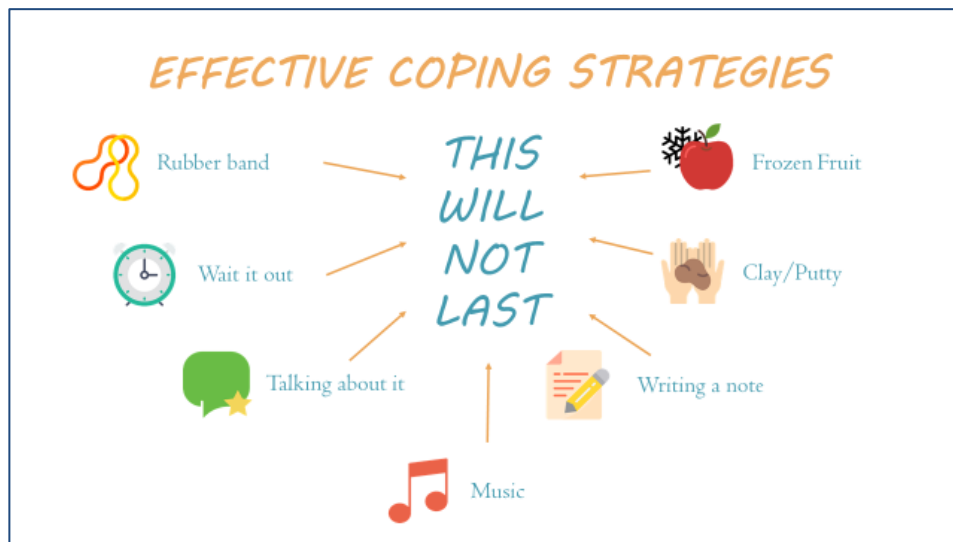 EFFECTIVE COPING STRATEGIES
THIS
WILL
NOT
LAST
Rubber band
Wait it out
Talking about it
Music
Writing a note
Clay/Putty
Frozen Fruit